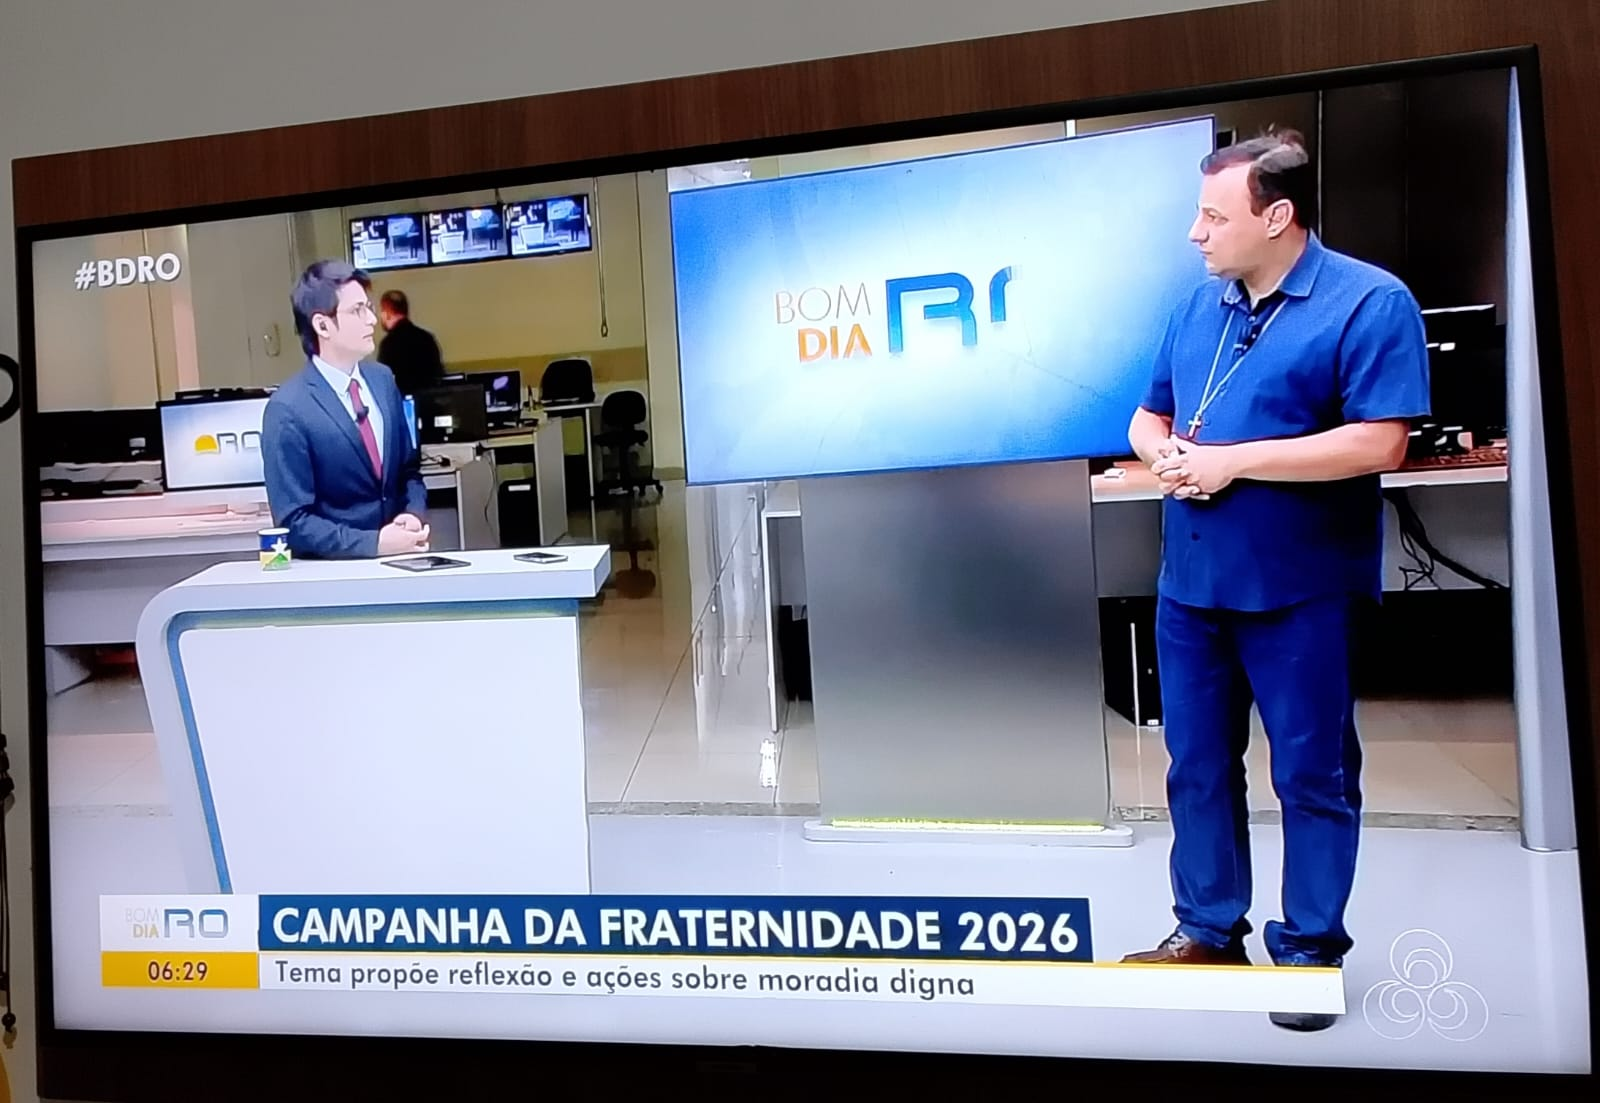 #BDRO
BOM
DIA
RO
BOM
DIA RO
CAMPANHA DA FRATERNIDADE 2026
06:29
Tema propõe reflexão e ações sobre moradia digna